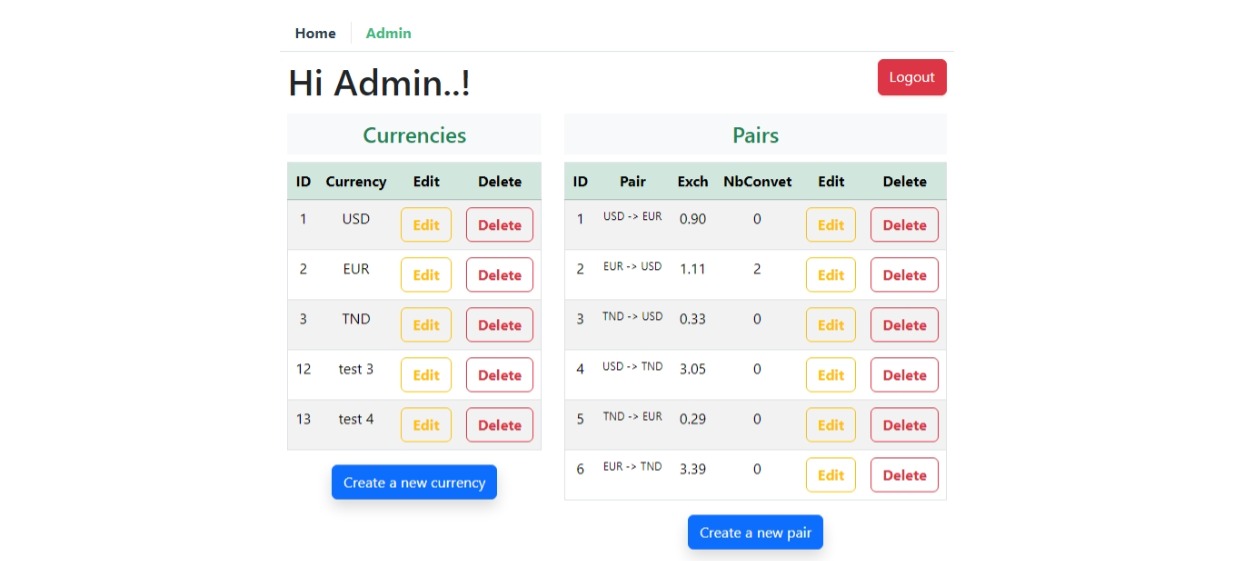 Home Admin
Hi Admin..!
Logout
Currencies
ID Currency Edit Delete
1 USD Edit Delete
2 EUR Edit Delete
3 TND Edit Delete
12 test 3 Edit Delete
13 test 4 Edit Delete
Create a new currency
Pairs
ID Pair Exch NbConvet Edit Delete
1 USD -> EUR 0.90 0 Edit Delete
2 EUR -> USD 1.11 2 Edit Delete
3 TND -> USD 0.33 0 Edit Delete
4 USD -> TND 3.05 0 Edit Delete
5 TND -> EUR 0.29 0 Edit Delete
6 EUR -> TND 3.39 0 Edit Delete
Create a new pair